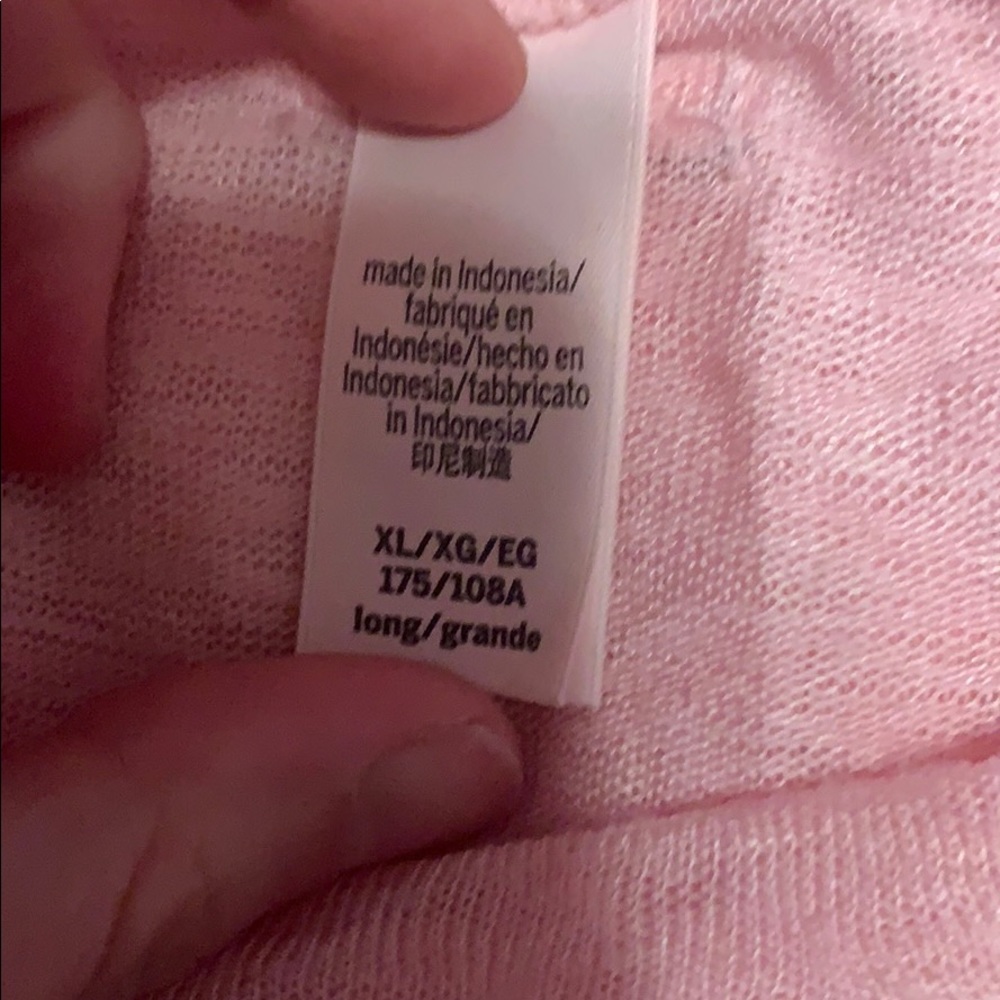 made in Indonesia/
fabriqué en
Indonésie/hecho en
Indonesia/fabbricato
in Indonesia/
印尼制造
XL/XG/EG
175/108A
long/grande